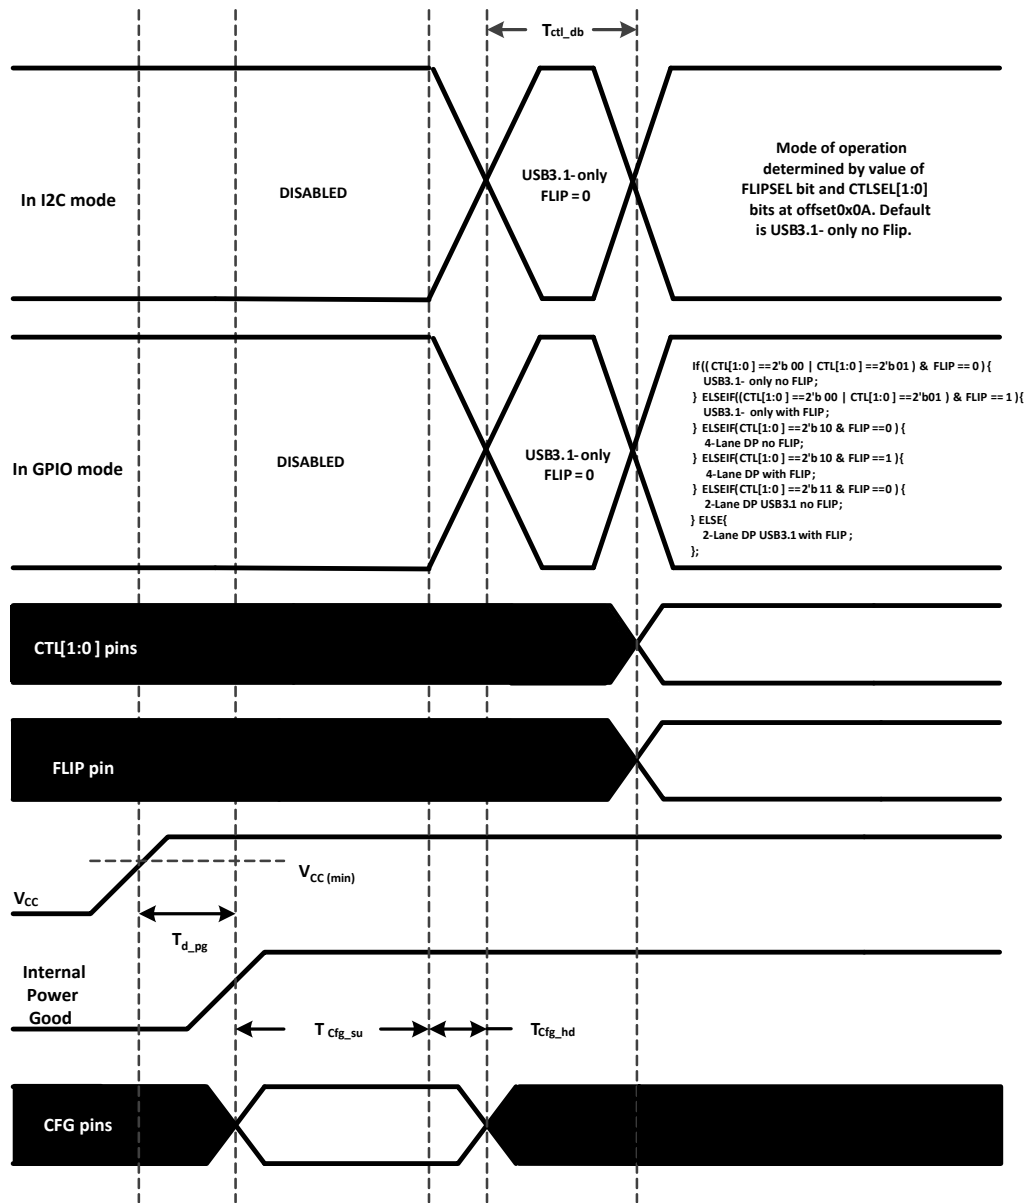 Tctl_db
In I2C mode
DISABLED
USB3.1- only
FLIP = 0
Mode of operation
determined by value of
FLIPSEL bit and CTLSEL[1:0]
bits at offset0x0A. Default
is USB3.1- only no Flip.
In GPIO mode
DISABLED
USB3.1- only
FLIP = 0
If(( CTL[1:0 ] ==2'b 00 | CTL[1:0 ] ==2'b 01 ) & FLIP == 0 ) {
USB3.1- only no FLIP ;
} ELSEIF((CTL[1:0 ] ==2'b 00 | CTL[1:0 ] ==2'b01 ) & FLIP == 1 ){
USB3.1- only with FLIP ;
} ELSEIF(CTL[1:0 ] ==2'b 10 & FLIP ==0 ) {
4-Lane DP no FLIP;
} ELSEIF(CTL[1:0 ] ==2'b 10 & FLIP ==1 ){
4-Lane DP with FLIP;
} ELSEIF(CTL[1:0 ] ==2'b 11 & FLIP ==0 ) {
2-Lane DP USB3.1 no FLIP;
} ELSE{
2-Lane DP USB3.1 with FLIP ;
};
CTL[1:0 ] pins
FLIP pin
VCC (min)
VCC
Td_pg
Internal
Power
Good
TCfg_su
TCfg_hd
CFG pins